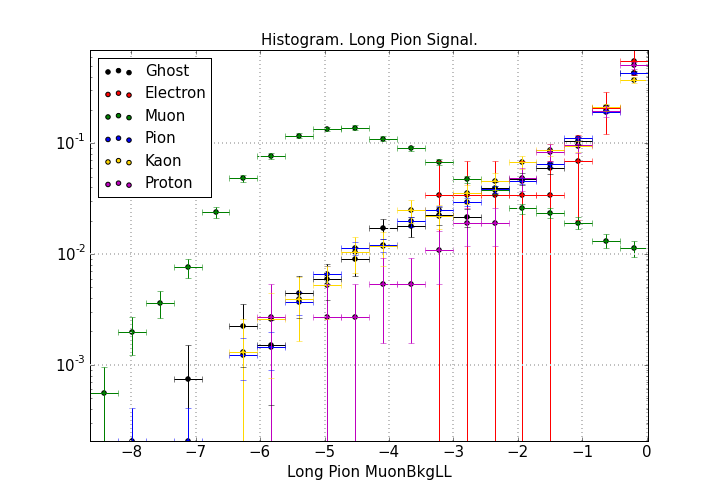 Histogram. Long Pion Signal.
Ghost
Electron
Muon
Pion
Kaon
Proton
10⁻¹
10⁻²
10⁻³
−8 −7 −6 −5 −4 −3 −2 −1 0
Long Pion MuonBkgLL